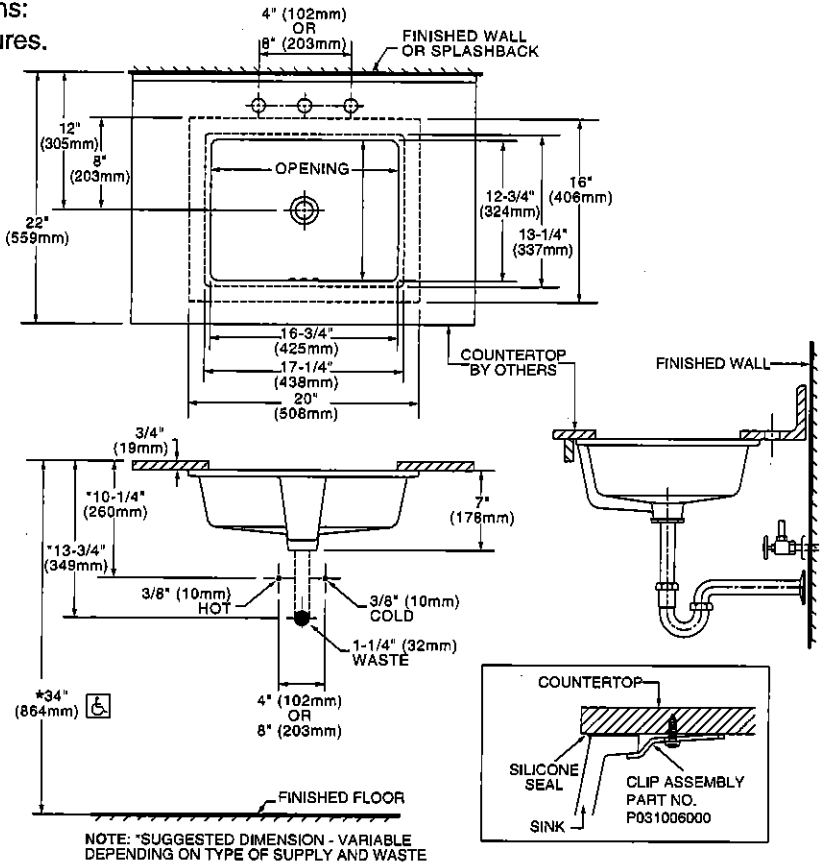 ns:
ures.
4" (102mm)
OR
8" (203mm)
FINISHED WALL
OR SPLASHBACK
12"
(305mm)
8"
(203mm)
22"
(559mm)
OPENING
12-3/4"
(324mm)
16"
(406mm)
13-1/4"
(337mm)
16-3/4"
(425mm)
17-1/4"
(438mm)
20"
(508mm)
COUNTERTOP
BY OTHERS
FINISHED WALL
3/4"
(19mm)
*10-1/4"
(260mm)
*13-3/4"
(349mm)
7"
(178mm)
3/8" (10mm)
HOT
3/8" (10mm)
COLD
1-1/4" (32mm)
WASTE
4" (102mm)
OR
8" (203mm)
*34"
(864mm)
FINISHED FLOOR
COUNTERTOP
SILICONE
SEAL
SINK
CLIP ASSEMBLY
PART NO.
P031006000
NOTE: *SUGGESTED DIMENSION - VARIABLE
DEPENDING ON TYPE OF SUPPLY AND WASTE